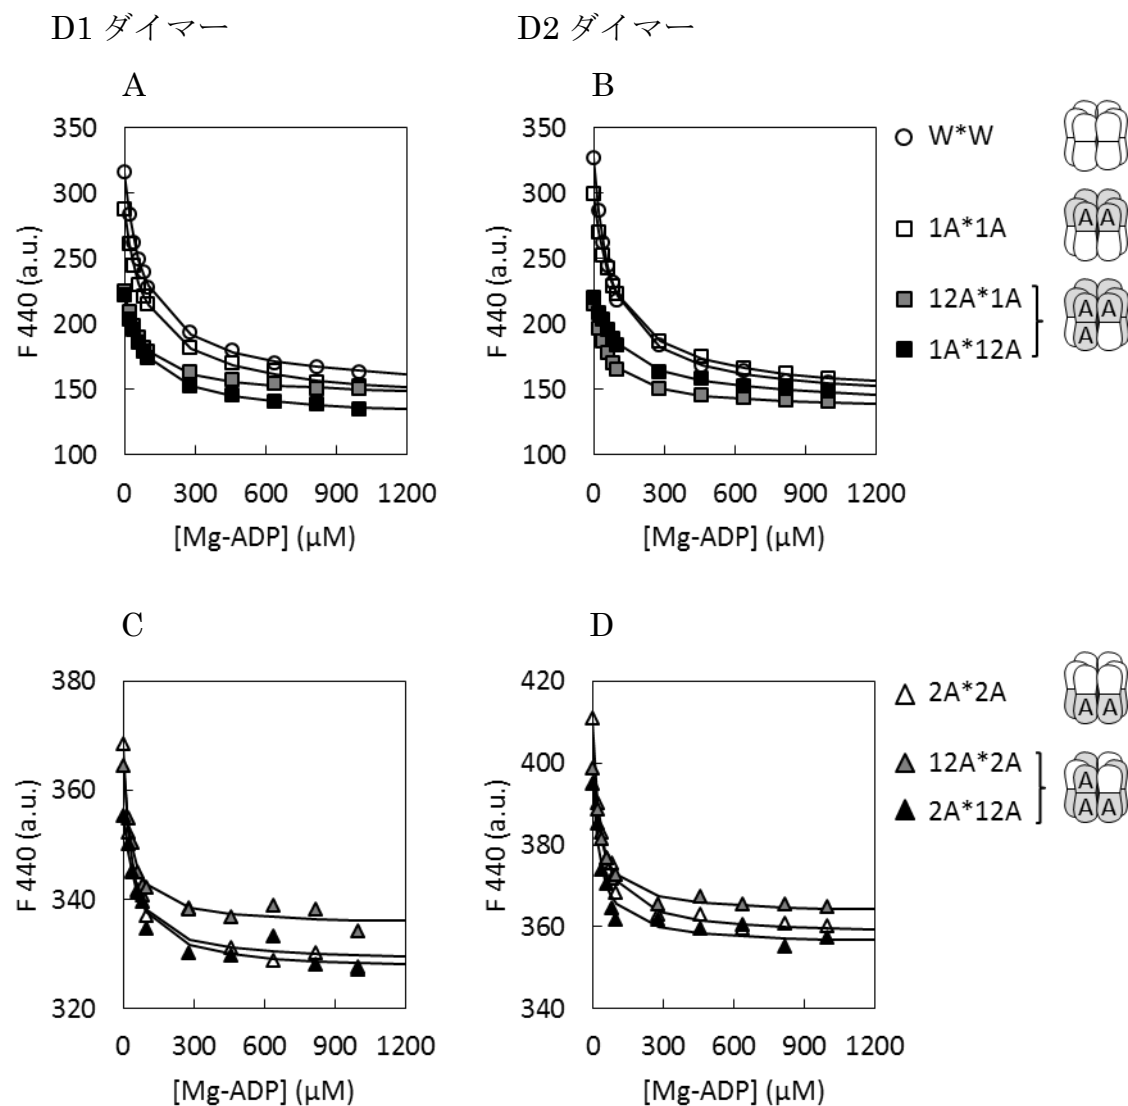 D1 ダイマー
D2 ダイマー
A
B
350
300
250
200
150
100
F 440 (a.u.)
0 300 600 900 1200
[Mg-ADP] (μM)
350
300
250
200
150
100
F 440 (a.u.)
0 300 600 900 1200
[Mg-ADP] (μM)
W*W
1A*1A
A A
12A*1A
1A*12A
A A
A
C
D
380
360
340
320
F 440 (a.u.)
0 300 600 900 1200
[Mg-ADP] (μM)
420
400
380
360
340
F 440 (a.u.)
0 300 600 900 1200
[Mg-ADP] (μM)
2A*2A
A A
12A*2A
2A*12A
A
A A